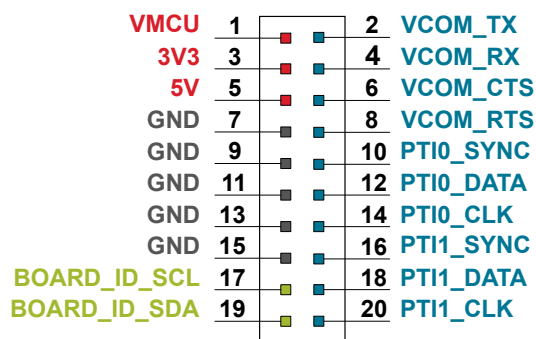 VMCU 1 2 VCOM_TX
3V3 3 4 VCOM_RX
5V 5 6 VCOM_CTS
GND 7 8 VCOM_RTS
GND 9 10 PTI0_SYNC
GND 11 12 PTI0_DATA
GND 13 14 PTI0_CLK
GND 15 16 PTI1_SYNC
BOARD_ID_SCL 17 18 PTI1_DATA
BOARD_ID_SDA 19 20 PTI1_CLK